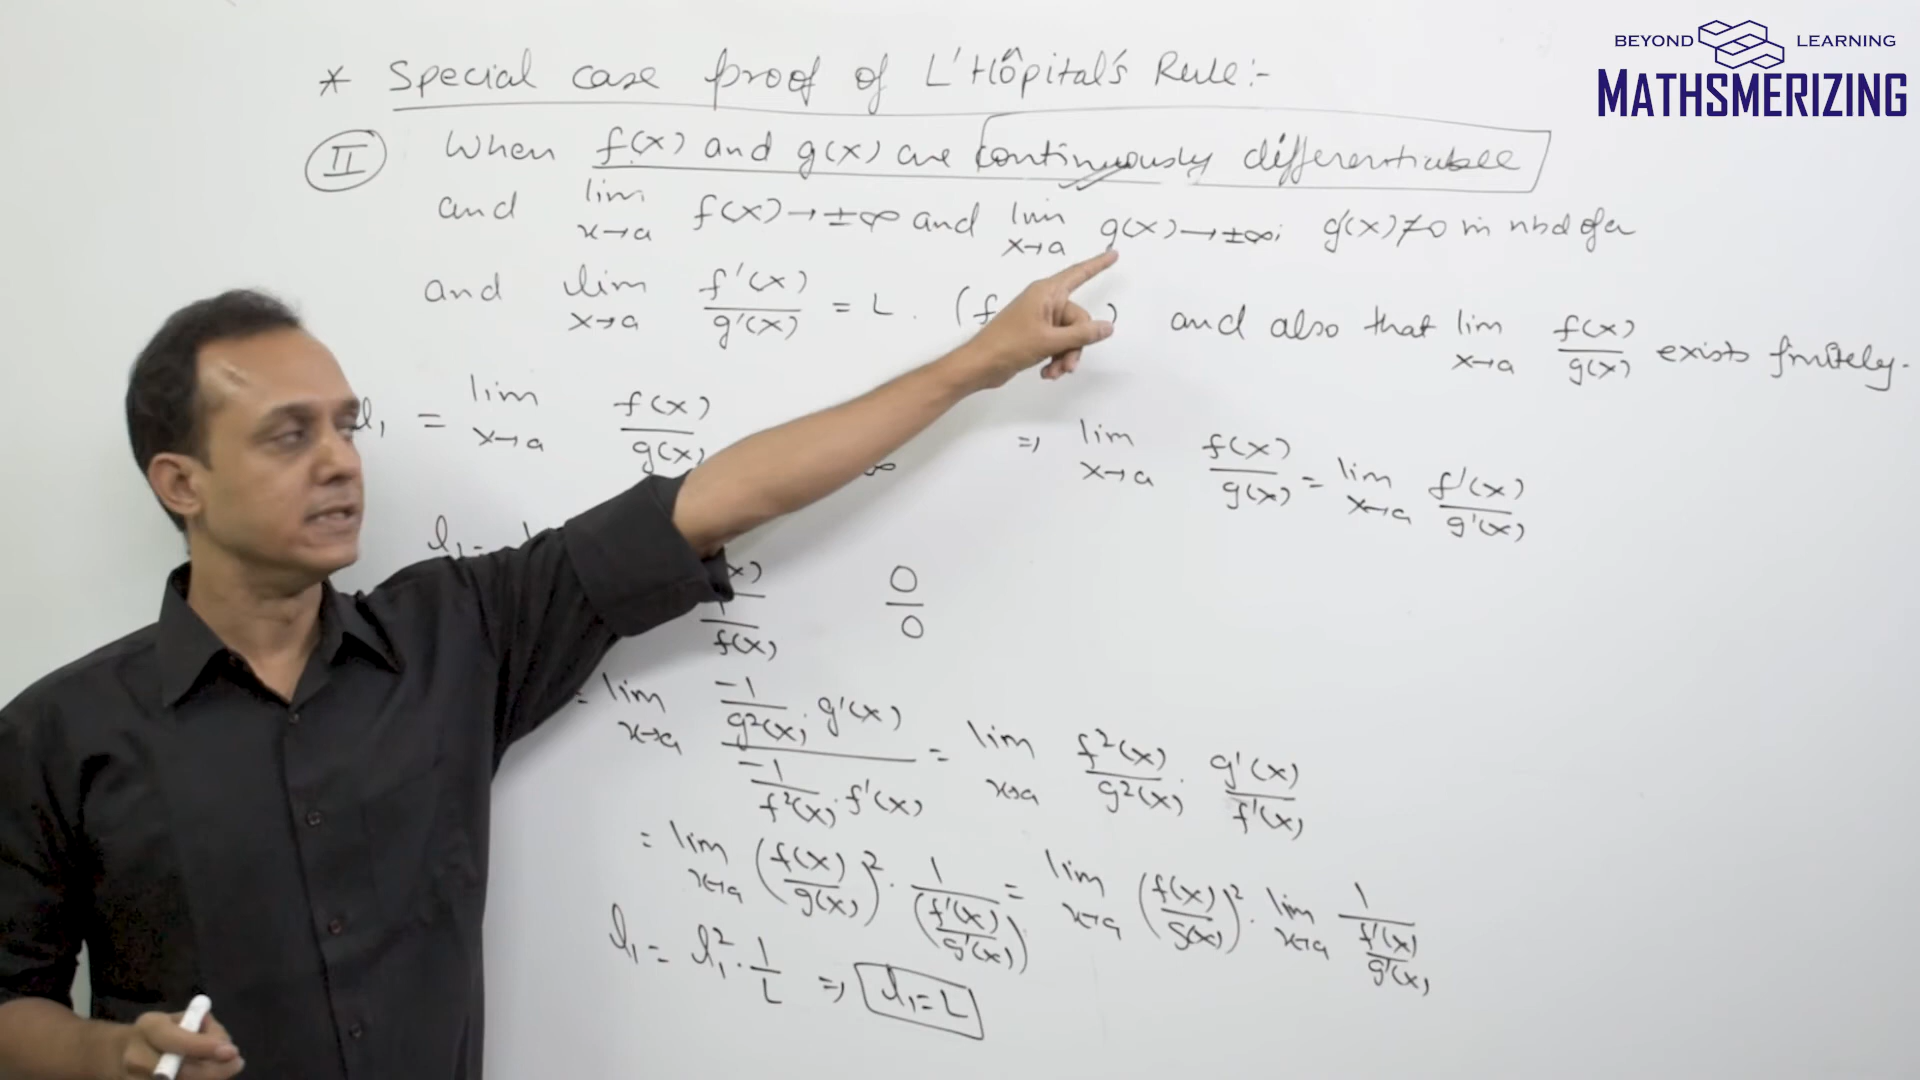 BEYOND LEARNING
MATHSMERIZING
* Special case proof of L'Hôpital's Rule:-
II When f(x) and g(x) are continuously differentiable
and lim x→a f(x)→±∞ and lim x→a g(x)→±∞; g'(x)≠0 in nbd of a
and lim x→a f'(x)/g'(x) = L. (f and also that lim x→a f(x)/g(x) exists finitely.
l₁ = lim x→a f(x)/g(x) ∞
⇒ lim x→a f(x)/g(x) = lim x→a f'(x)/g'(x)
l₁ =
f(x) 0/0
= lim x→a (-1/g²(x) · g'(x))/(-1/f²(x) · f'(x)) = lim x→a f²(x)/g²(x) · g'(x)/f'(x)
= lim x→a (f(x)/g(x))² · 1/(f'(x)/g'(x)) = lim x→a (f(x)/g(x))² · lim x→a 1/(f'(x)/g'(x))
l₁ = l₁² · 1/L ⇒ l₁ = L